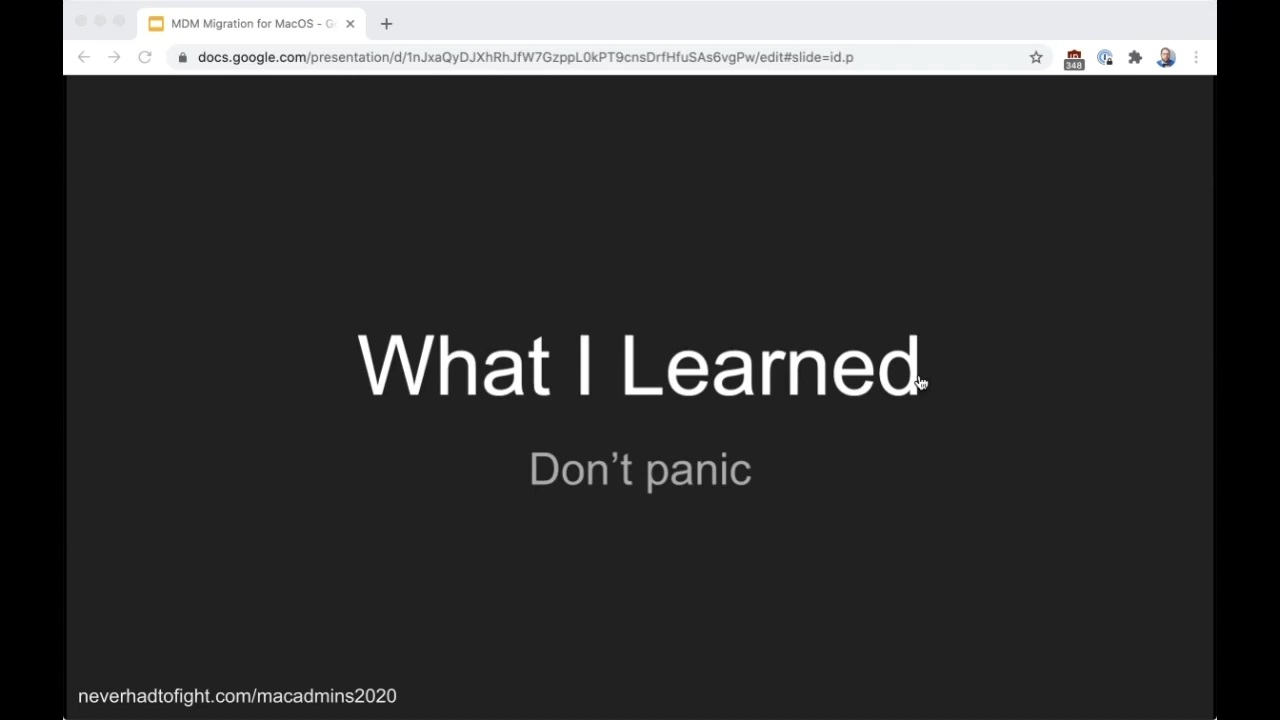 MDM Migration for MacOS - G
docs.google.com/presentation/d/1nJxaQyDJXhRhJfW7GzppL0kPT9cnsDrfHfuSAs6vgPw/edit#slide=id.p
348
What I Learned
Don't panic
neverhadtofight.com/macadmins2020